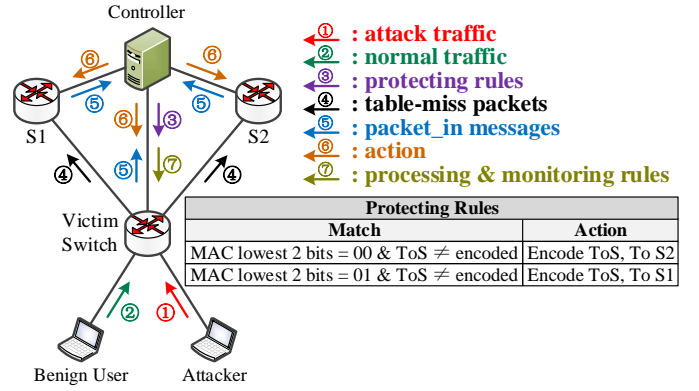 Controller
① : attack traffic
② : normal traffic
③ : protecting rules
④ : table-miss packets
⑤ : packet_in messages
⑥ : action
⑦ : processing & monitoring rules
⑥ ⑥
⑤ ⑤
S1 S2
⑥ ③
⑤ ⑦
④ ④
Victim
Switch
② ①
Benign User Attacker
Protecting Rules
Match Action
MAC lowest 2 bits = 00 & ToS ≠ encoded Encode ToS, To S2
MAC lowest 2 bits = 01 & ToS ≠ encoded Encode ToS, To S1